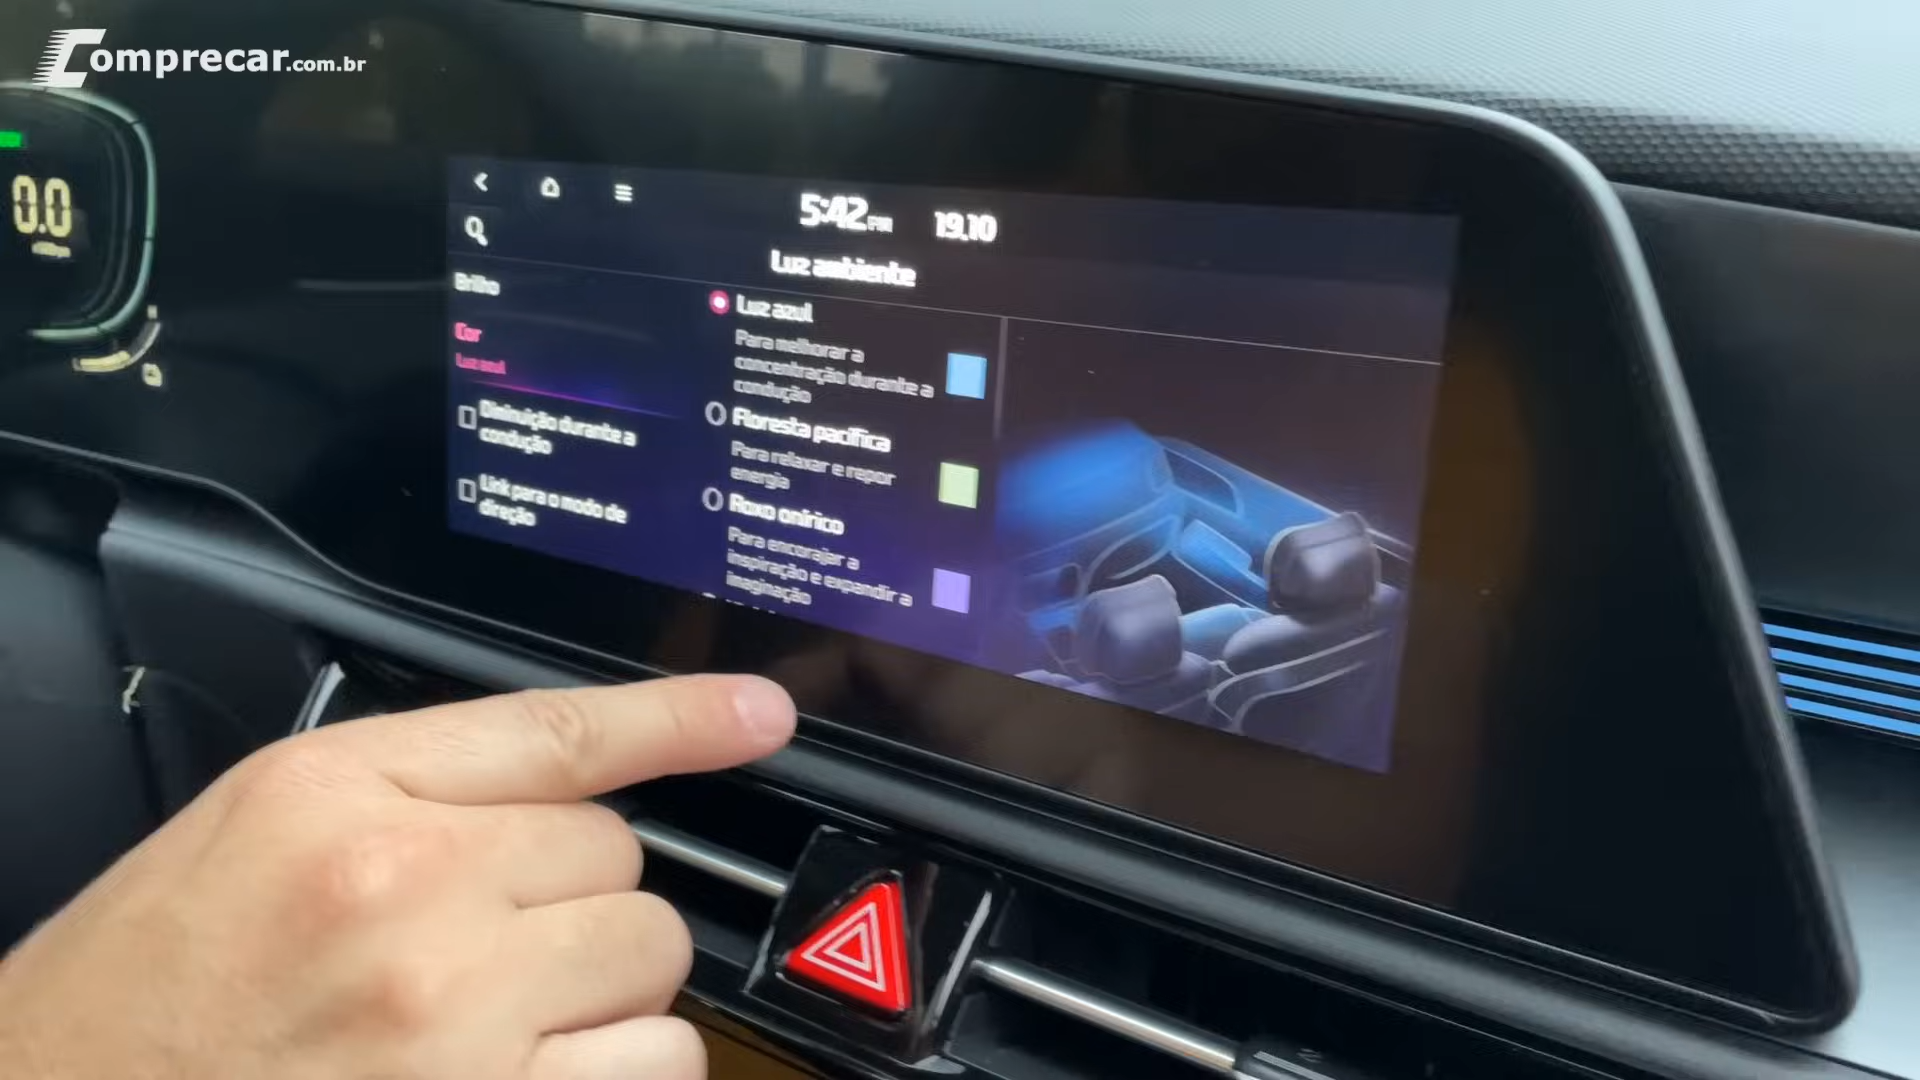 Comprecar.com.br
0.0
5:42 PM
19.10
Luz ambiente
Brilho
Cor
Luz azul
Diminuição durante a
condução
Link para o modo de
direção
Luz azul
Para melhorar a
concentração durante a
condução
Floresta pacífica
Para relaxar e repor
energia
Roxo onírico
Para encorajar a
inspiração e expandir a
imaginação